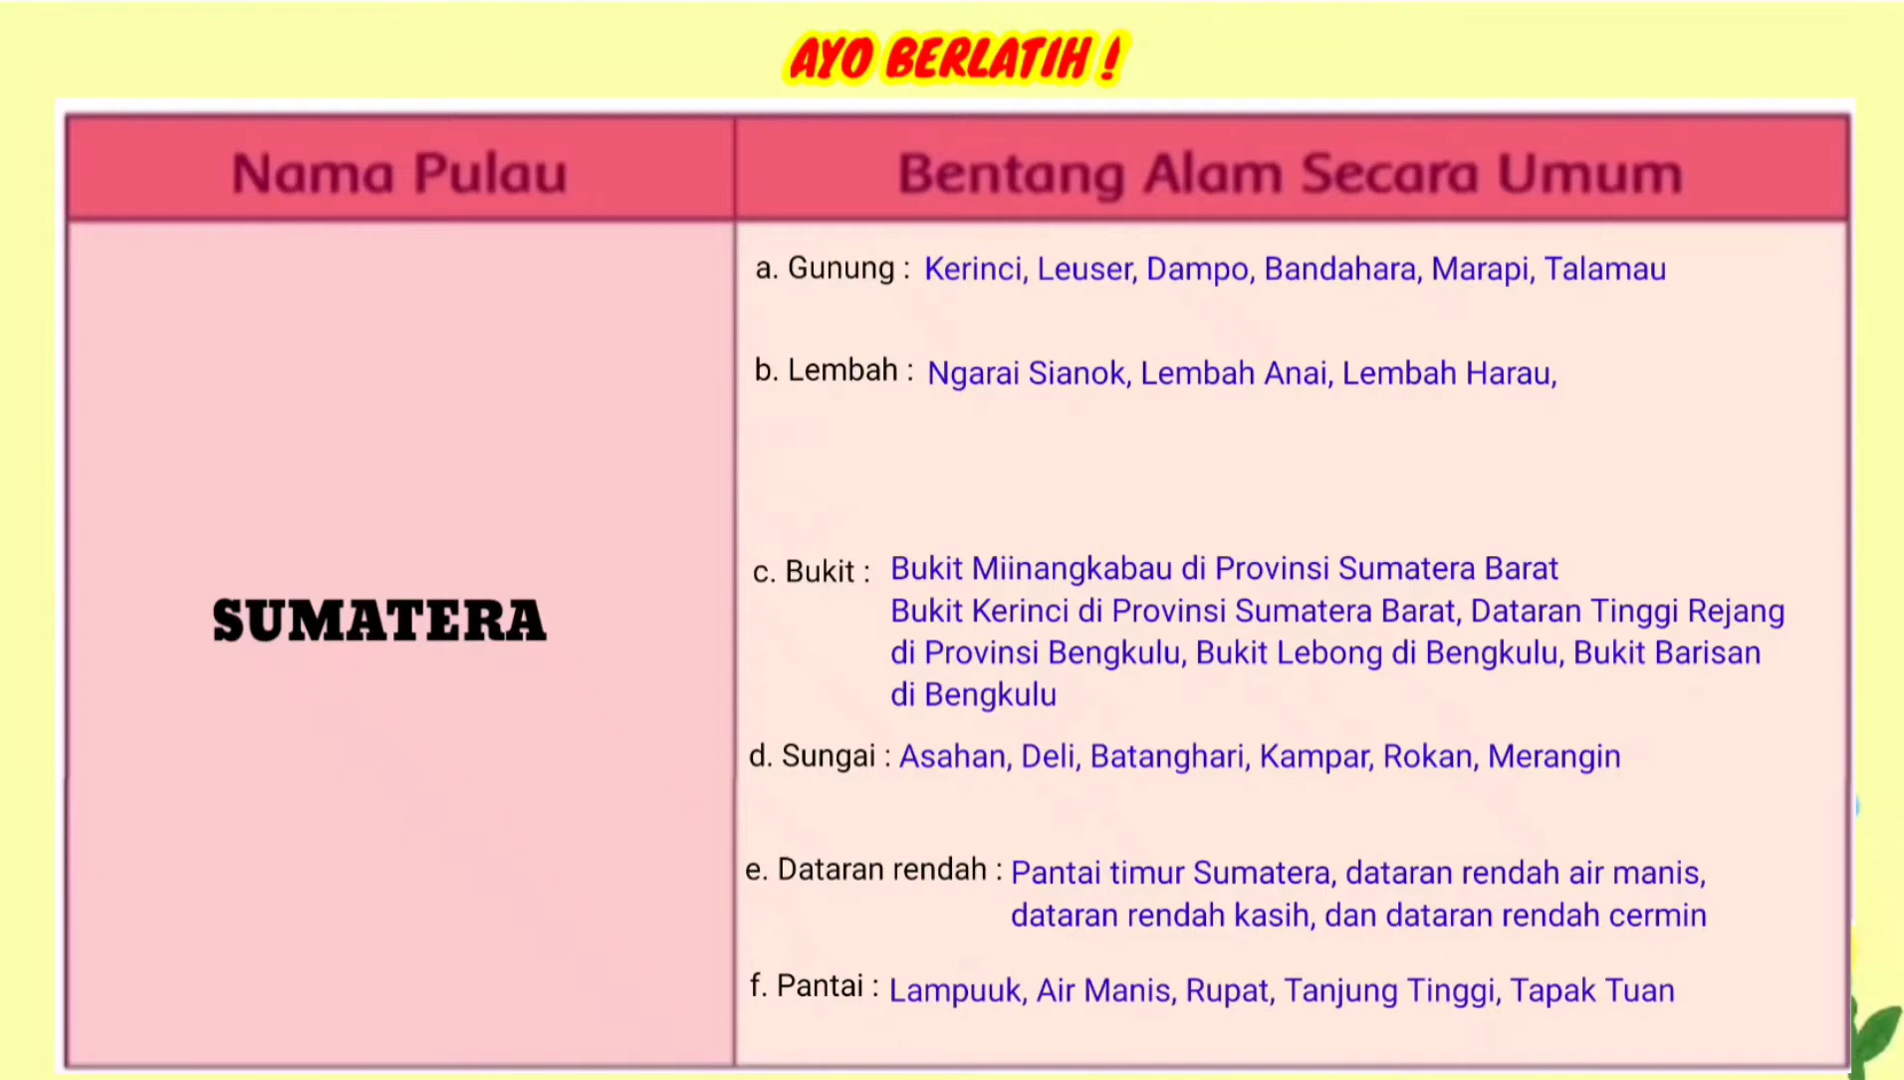 AYO BERLATIH !
Nama Pulau
Bentang Alam Secara Umum
SUMATERA
a. Gunung : Kerinci, Leuser, Dampo, Bandahara, Marapi, Talamau
b. Lembah : Ngarai Sianok, Lembah Anai, Lembah Harau,
c. Bukit : Bukit Miinangkabau di Provinsi Sumatera Barat
Bukit Kerinci di Provinsi Sumatera Barat, Dataran Tinggi Rejang
di Provinsi Bengkulu, Bukit Lebong di Bengkulu, Bukit Barisan
di Bengkulu
d. Sungai : Asahan, Deli, Batanghari, Kampar, Rokan, Merangin
e. Dataran rendah : Pantai timur Sumatera, dataran rendah air manis,
dataran rendah kasih, dan dataran rendah cermin
f. Pantai : Lampuuk, Air Manis, Rupat, Tanjung Tinggi, Tapak Tuan